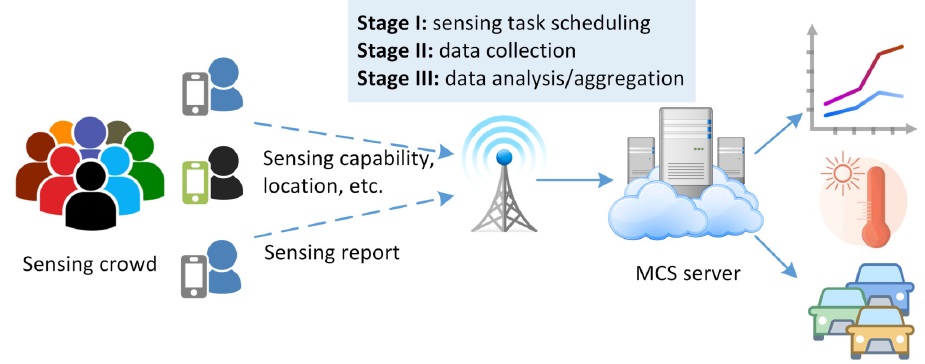 Stage I: sensing task scheduling
Stage II: data collection
Stage III: data analysis/aggregation
Sensing capability,
location, etc.
Sensing report
Sensing crowd
MCS server